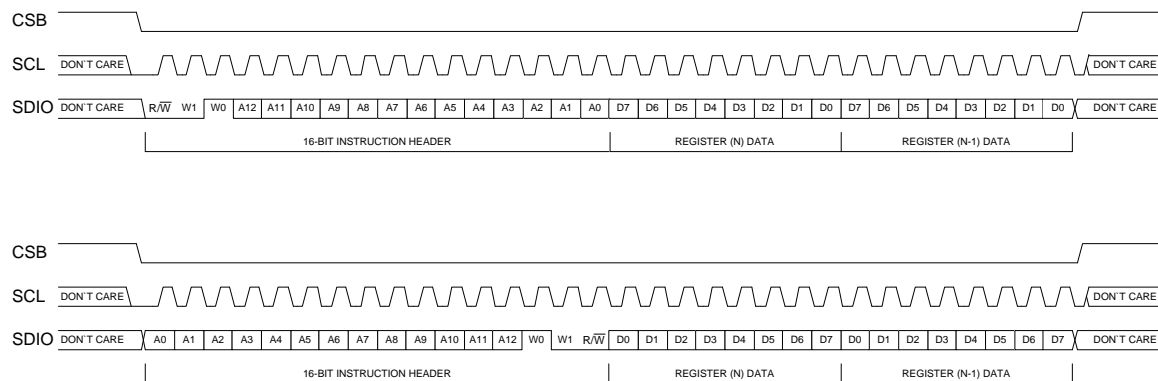 CSB
SCL DON'T CARE DON'T CARE
SDIO DON'T CARE R/W̅ W1 W0 A12 A11 A10 A9 A8 A7 A6 A5 A4 A3 A2 A1 A0 D7 D6 D5 D4 D3 D2 D1 D0 D7 D6 D5 D4 D3 D2 D1 D0 DON'T CARE
16-BIT INSTRUCTION HEADER REGISTER (N) DATA REGISTER (N-1) DATA
CSB
SCL DON'T CARE DON'T CARE
SDIO DON'T CARE A0 A1 A2 A3 A4 A5 A6 A7 A8 A9 A10 A11 A12 W0 W1 R/W̅ D0 D1 D2 D3 D4 D5 D6 D7 D0 D1 D2 D3 D4 D5 D6 D7 DON'T CARE
16-BIT INSTRUCTION HEADER REGISTER (N) DATA REGISTER (N-1) DATA